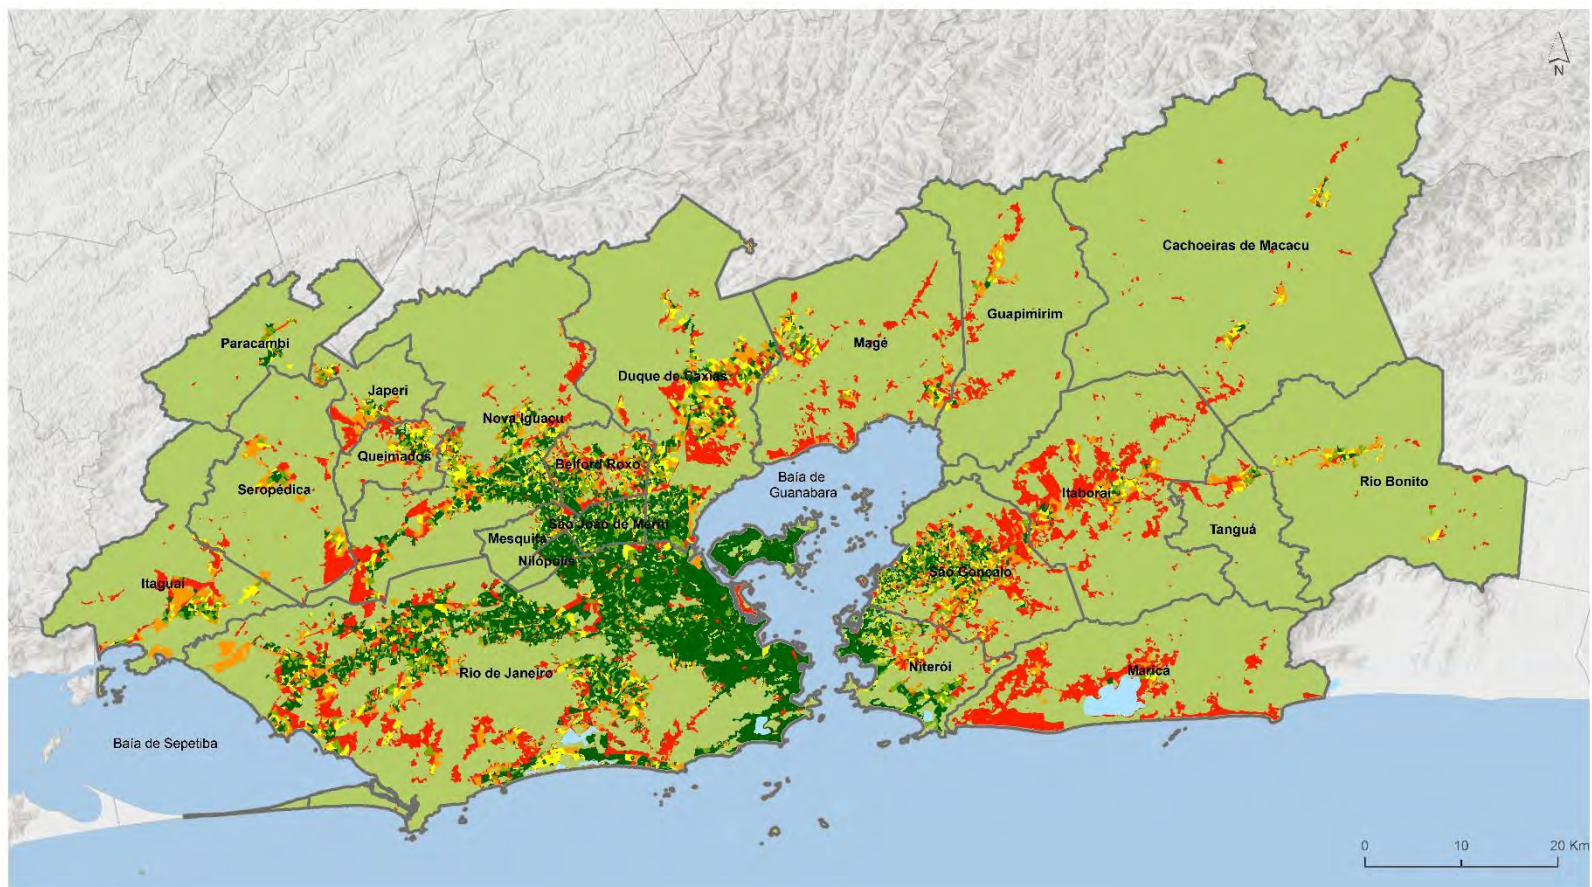 N
Cachoeiras de Macacu
Guapimirim
Paracambi
Magé
Duque de Caxias
Japeri
Nova Iguaçu
Queimados
Belford Roxo
Baía de
Guanabara
Rio Bonito
Seropédica
Itaboraí
São João de Meriti
Tanguá
Mesquita
Nilópolis
São Gonçalo
Itaguaí
Niterói
Maricá
Rio de Janeiro
Baía de Sepetiba
0 10 20 Km